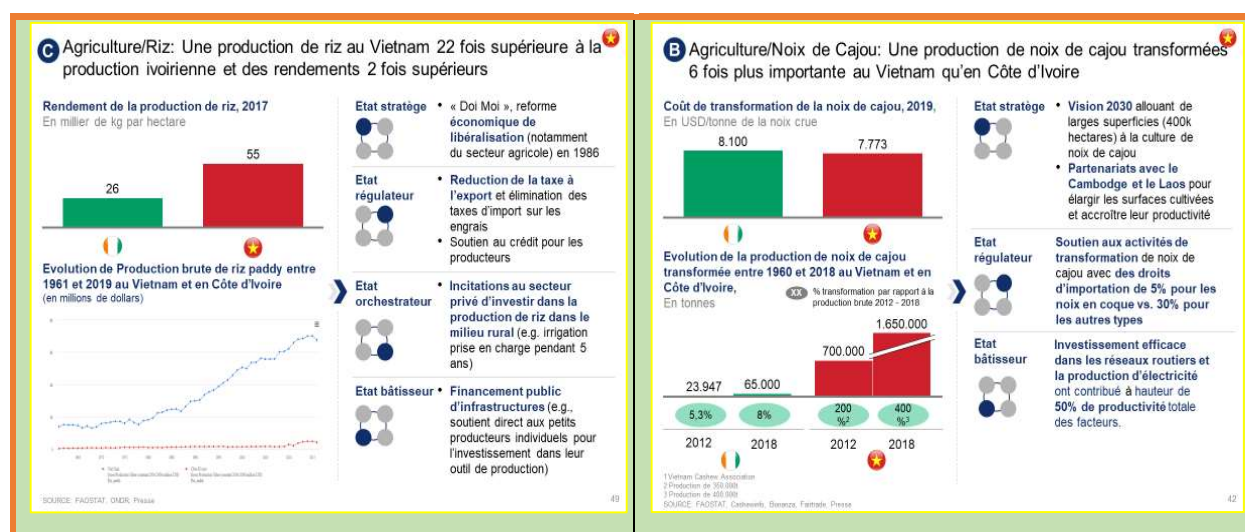 C Agriculture/Riz: Une production de riz au Vietnam 22 fois supérieure à la
production ivoirienne et des rendements 2 fois supérieurs
Rendement de la production de riz, 2017
En millier de kg par hectare
26
55
Evolution de Production brute de riz paddy entre
1961 et 2019 au Vietnam et en Côte d'Ivoire
(en millions de dollars)
Etat stratège
• « Doi Moi », reforme
économique de
libéralisation (notamment
du secteur agricole) en 1986
Etat
régulateur
• Reduction de la taxe à
l'export et élimination des
taxes d'import sur les
engrais
• Soutien au crédit pour les
producteurs
Etat
orchestrateur
• Incitations au secteur
privé d'investir dans la
production de riz dans le
milieu rural (e.g. irrigation
prise en charge pendant 5
ans)
Etat bâtisseur
• Financement public
d'infrastructures (e.g.,
soutient direct aux petits
producteurs individuels pour
l'investissement dans leur
outil de production)
SOURCE: FAOSTAT, ONDR, Presse
49
B Agriculture/Noix de Cajou: Une production de noix de cajou transformées
6 fois plus importante au Vietnam qu'en Côte d'Ivoire
Coût de transformation de la noix de cajou, 2019,
En USD/tonne de la noix crue
8.100
7.773
Evolution de la production de noix de cajou
transformée entre 1960 et 2018 au Vietnam et en
Côte d'Ivoire,
En tonnes
XX % transformation par rapport à la
production brute 2012 - 2018
23.947
65.000
700.000
1.650.000
5,3%
8%
200
%²
400
%³
2012
2018
2012
2018
Etat stratège
• Vision 2030 allouant de
larges superficies (400k
hectares) á la culture de
noix de cajou
• Partenariats avec le
Cambodge et le Laos pour
élargir les surfaces cultivées
et accroître leur productivité
Etat
régulateur
Soutien aux activités de
transformation de noix de
cajou avec des droits
d'importation de 5% pour les
noix en coque vs. 30% pour
les autres types
Etat
bâtisseur
Investissement efficace
dans les réseaux routiers et
la production d'électricité
ont contribué à hauteur de
50% de productivité totale
des facteurs.
1 Vietnam Cashew Association
2 Production de 350.000t
3 Production de 400.000t
SOURCE: FAOSTAT, Cashewinfo, Bonanza, Fairtrade, Presse
42